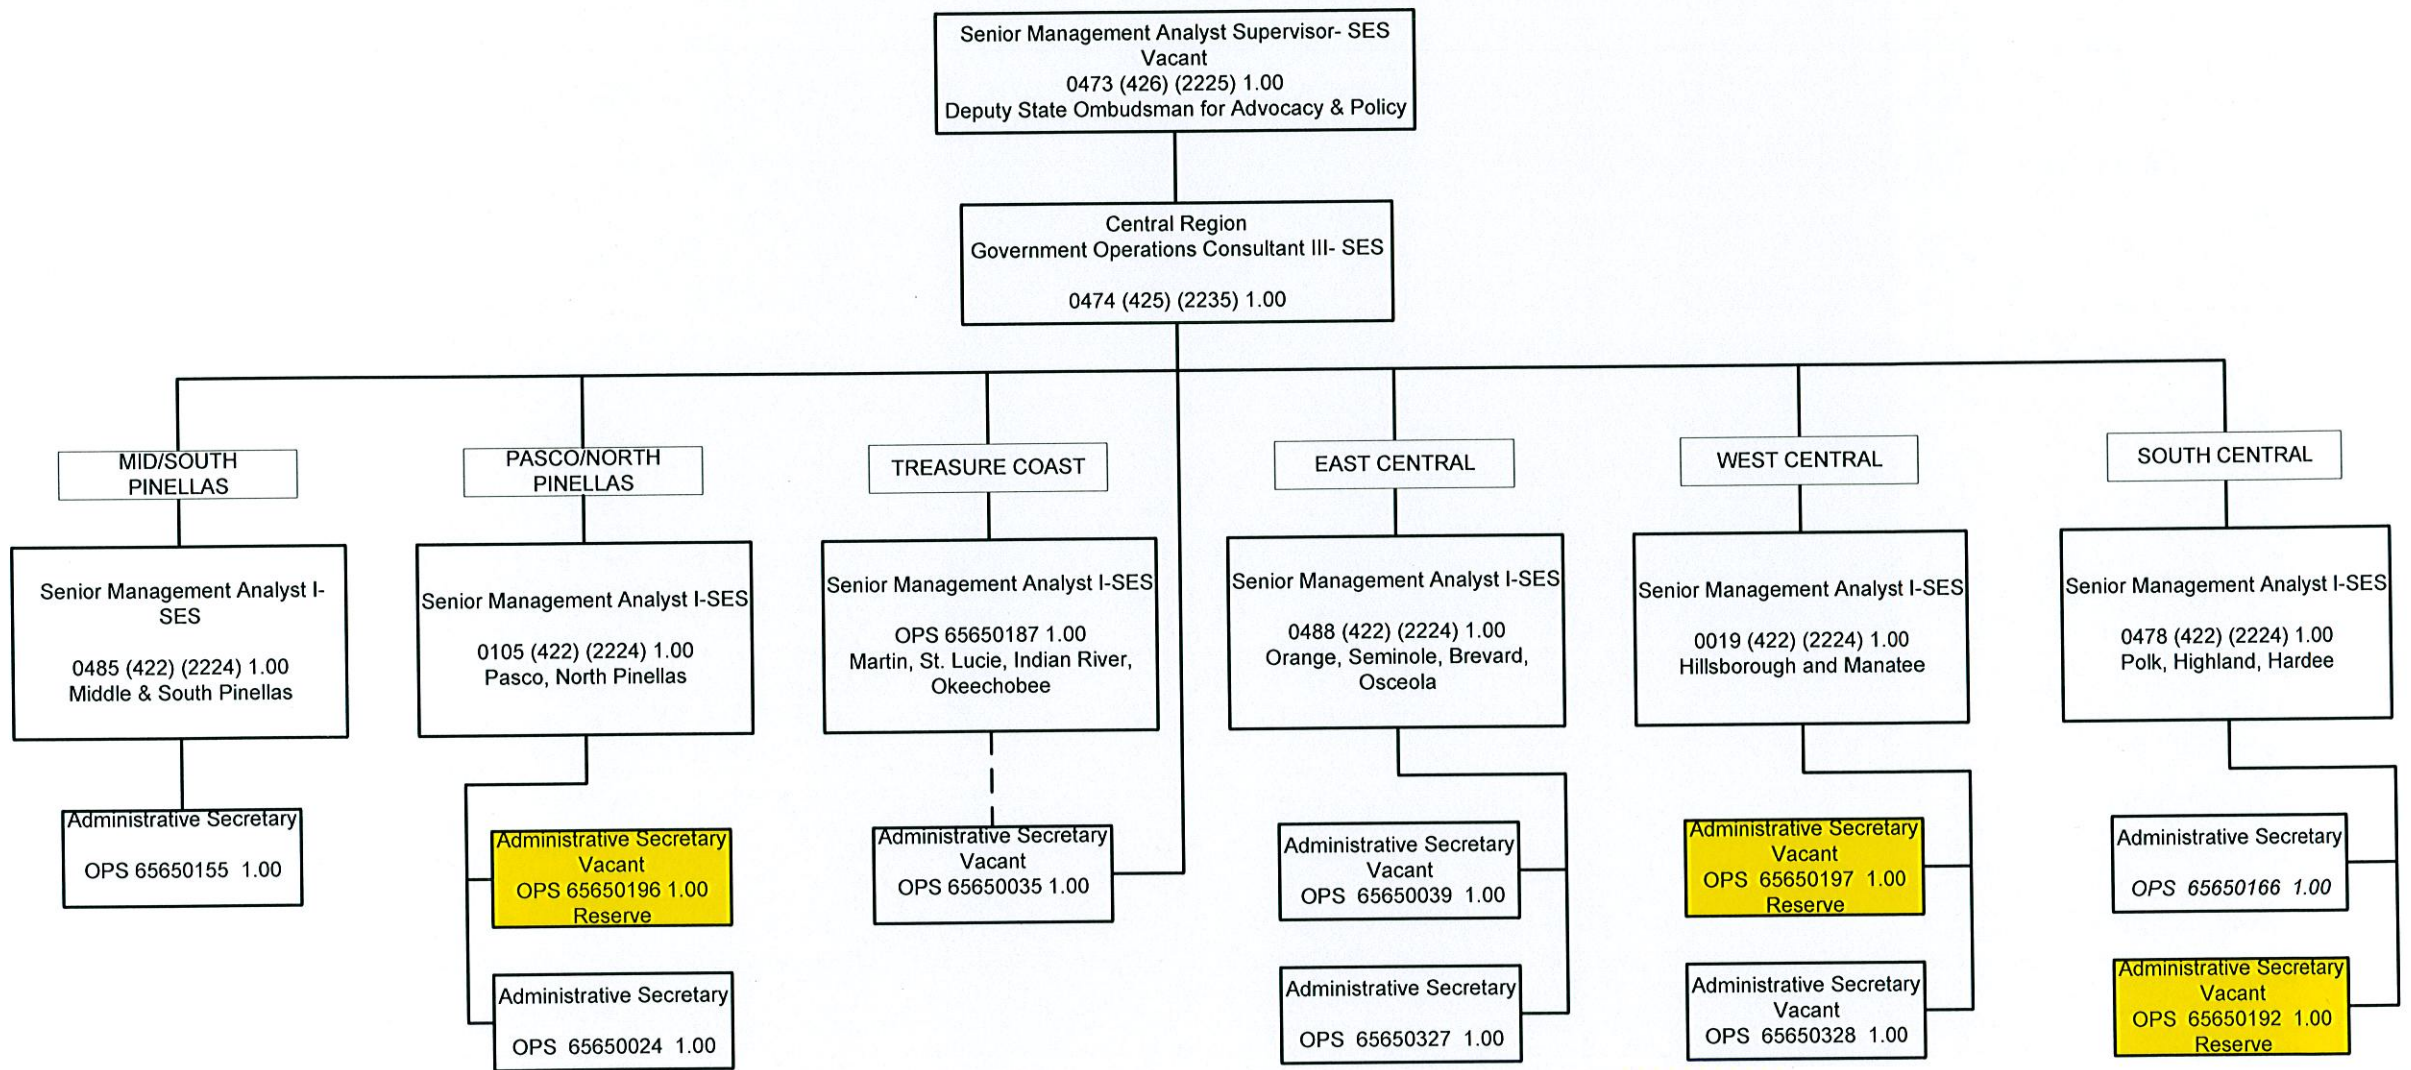 Senior Management Analyst Supervisor- SES
Vacant
0473 (426) (2225) 1.00
Deputy State Ombudsman for Advocacy & Policy
Central Region
Government Operations Consultant III- SES
0474 (425) (2235) 1.00
MID/SOUTH
PINELLAS
PASCO/NORTH
PINELLAS
TREASURE COAST
EAST CENTRAL
WEST CENTRAL
SOUTH CENTRAL
Senior Management Analyst I-
SES
0485 (422) (2224) 1.00
Middle & South Pinellas
Senior Management Analyst I-SES
0105 (422) (2224) 1.00
Pasco, North Pinellas
Senior Management Analyst I-SES
OPS 65650187 1.00
Martin, St. Lucie, Indian River,
Okeechobee
Senior Management Analyst I-SES
0488 (422) (2224) 1.00
Orange, Seminole, Brevard,
Osceola
Senior Management Analyst I-SES
0019 (422) (2224) 1.00
Hillsborough and Manatee
Senior Management Analyst I-SES
0478 (422) (2224) 1.00
Polk, Highland, Hardee
Administrative Secretary
OPS 65650155 1.00
Administrative Secretary
Vacant
OPS 65650196 1.00
Reserve
Administrative Secretary
Vacant
OPS 65650035 1.00
Administrative Secretary
Vacant
OPS 65650039 1.00
Administrative Secretary
Vacant
OPS 65650197 1.00
Reserve
Administrative Secretary
OPS 65650166 1.00
Administrative Secretary
OPS 65650024 1.00
Administrative Secretary
OPS 65650327 1.00
Administrative Secretary
Vacant
OPS 65650328 1.00
Administrative Secretary
Vacant
OPS 65650192 1.00
Reserve